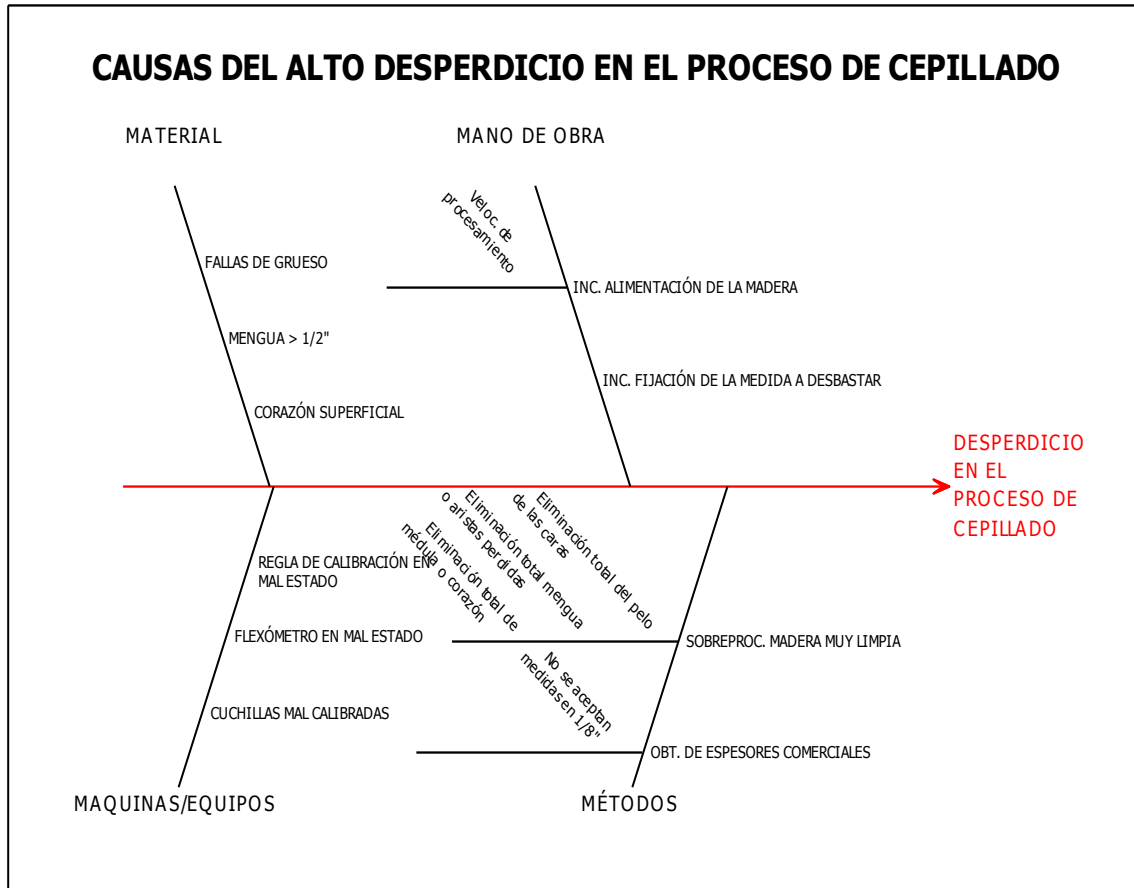 CAUSAS DEL ALTO DESPERDICIO EN EL PROCESO DE CEPILLADO
MATERIAL
MANO DE OBRA
Veloc. de
procesamiento
FALLAS DE GRUESO
INC. ALIMENTACIÓN DE LA MADERA
MENGUA > 1/2"
INC. FIJACIÓN DE LA MEDIDA A DESBASTAR
CORAZÓN SUPERFICIAL
DESPERDICIO
EN EL
PROCESO DE
CEPILLADO
Eliminación total del pelo
de las caras
Eliminación total mengua
o aristas perdidas
Eliminación total de
médula o corazón
REGLA DE CALIBRACIÓN EN
MAL ESTADO
FLEXÓMETRO EN MAL ESTADO
SOBREPROC. MADERA MUY LIMPIA
No se aceptan
medidas en 1/8"
CUCHILLAS MAL CALIBRADAS
OBT. DE ESPESORES COMERCIALES
MAQUINAS/EQUIPOS
MÉTODOS